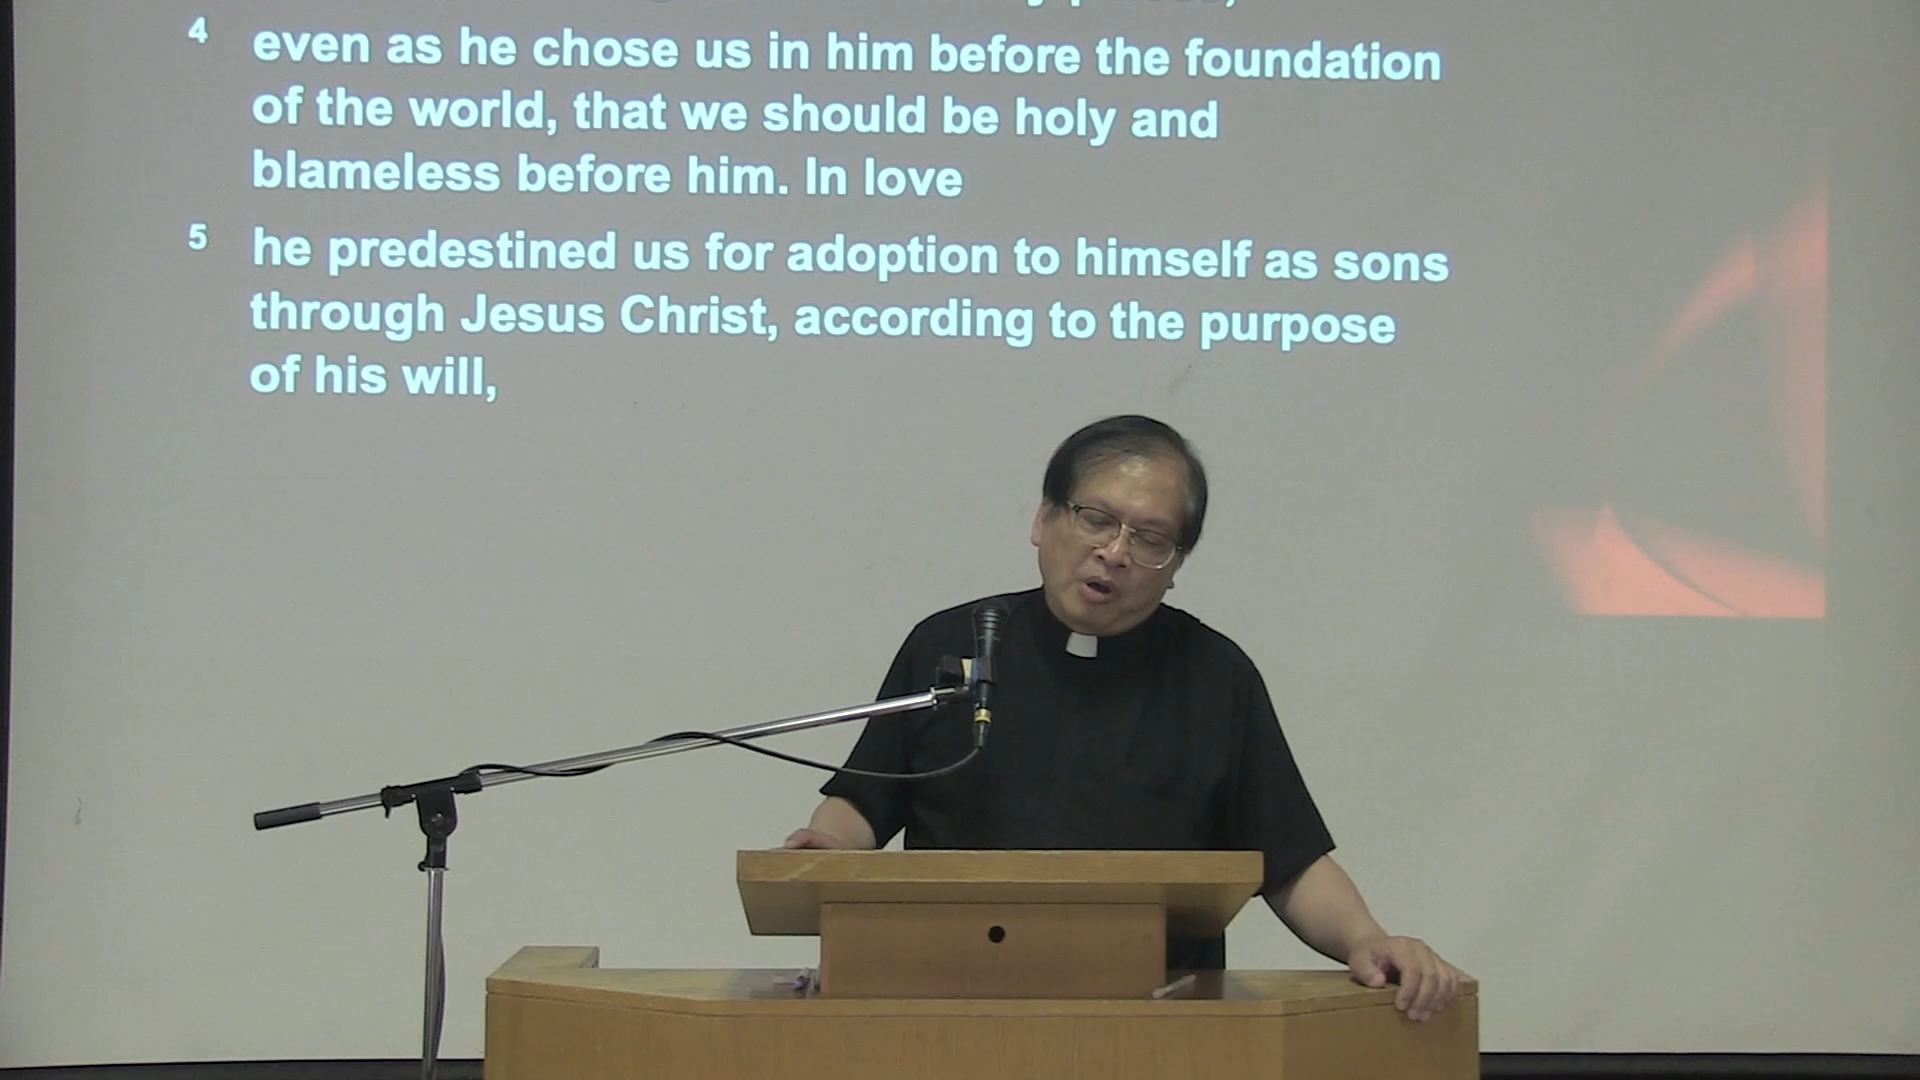 4 even as he chose us in him before the foundation
of the world, that we should be holy and
blameless before him. In love
5 he predestined us for adoption to himself as sons
through Jesus Christ, according to the purpose
of his will,